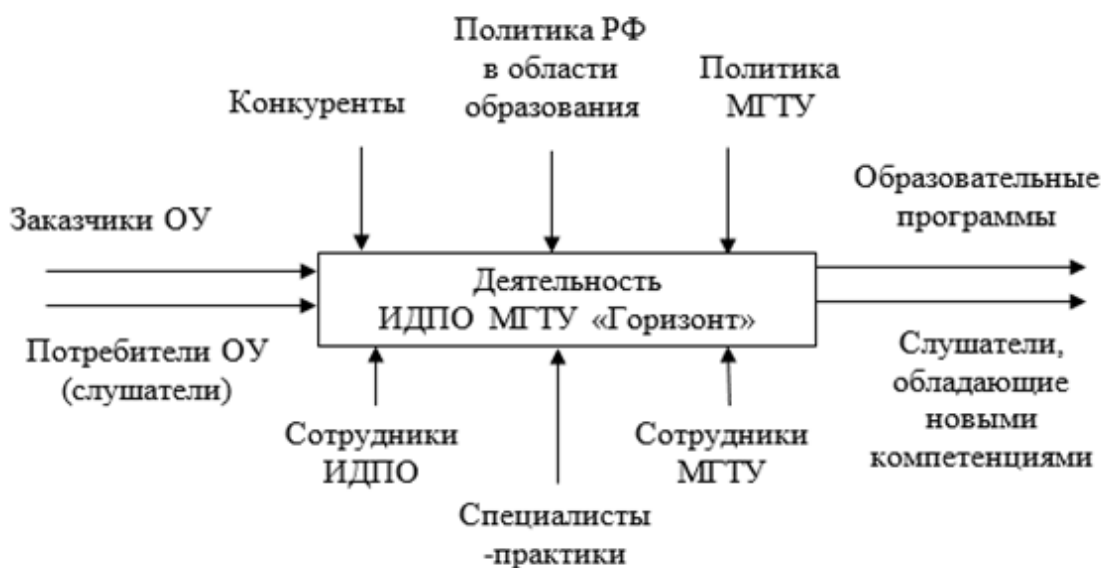 Политика РФ
в области
образования
Политика
МГТУ
Конкуренты
Образовательные
программы
Заказчики ОУ
Деятельность
ИДПО МГТУ «Горизонт»
Потребители ОУ
(слушатели)
Слушатели,
обладающие
новыми
компетенциями
Сотрудники
ИДПО
Сотрудники
МГТУ
Специалисты
-практики